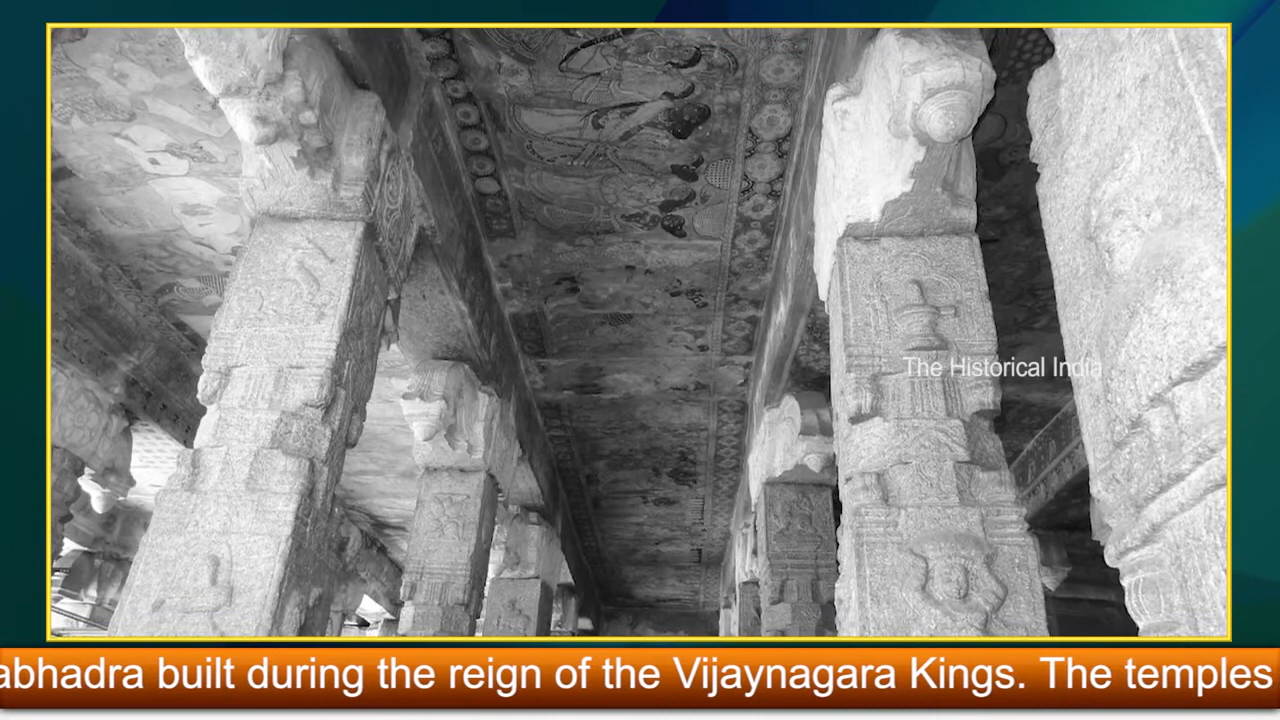 The Historical India
abhadra built during the reign of the Vijaynagara Kings. The temples